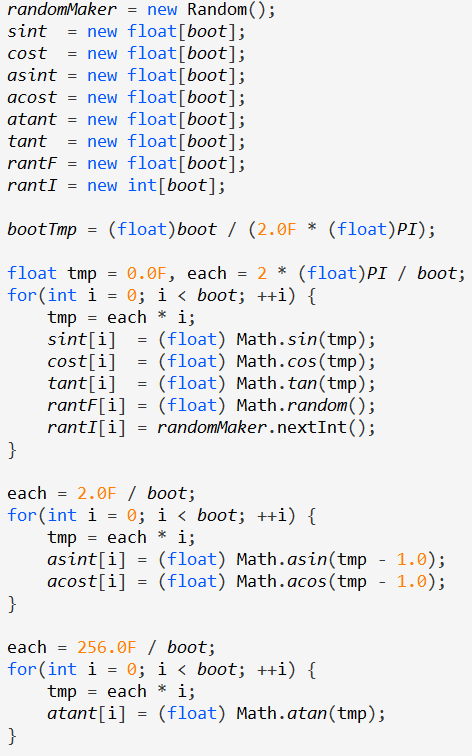 randomMaker = new Random();
sint  = new float[boot];
cost  = new float[boot];
asint = new float[boot];
acost = new float[boot];
atant = new float[boot];
tant  = new float[boot];
rantF = new float[boot];
rantI = new int[boot];

bootTmp = (float)boot / (2.0F * (float)PI);

float tmp = 0.0F, each = 2 * (float)PI / boot;
for(int i = 0; i < boot; ++i) {
    tmp = each * i;
    sint[i]  = (float) Math.sin(tmp);
    cost[i]  = (float) Math.cos(tmp);
    tant[i]  = (float) Math.tan(tmp);
    rantF[i] = (float) Math.random();
    rantI[i] = randomMaker.nextInt();
}

each = 2.0F / boot;
for(int i = 0; i < boot; ++i) {
    tmp = each * i;
    asint[i] = (float) Math.asin(tmp - 1.0);
    acost[i] = (float) Math.acos(tmp - 1.0);
}

each = 256.0F / boot;
for(int i = 0; i < boot; ++i) {
    tmp = each * i;
    atant[i] = (float) Math.atan(tmp);
}